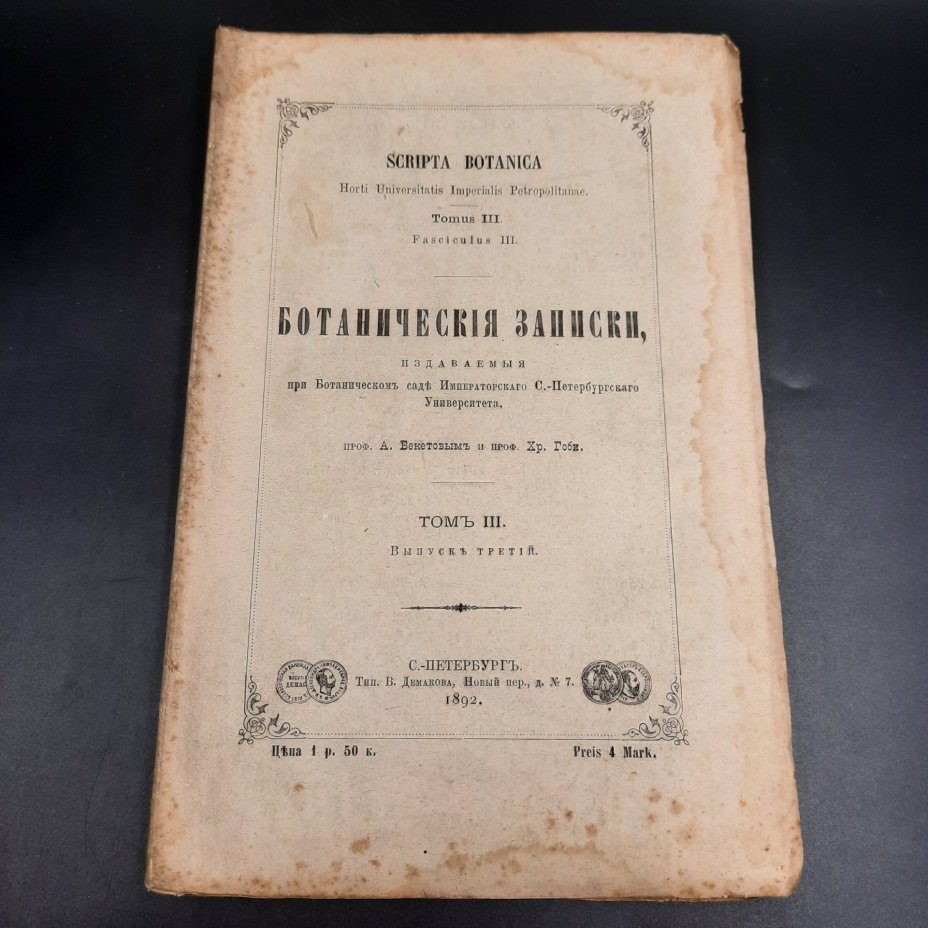 SCRIPTA BOTANICA
Horti Universitatis Imperialis Petropolitanae.
Tomus III.
Fasciculus III.
БОТАНИЧЕСКІЯ ЗАПИСКИ,
ИЗДАВАЕМЫЯ
при Ботаническомъ садѣ Императорскаго С.-Петербургскаго
Университета.
ПРОФ. А. Бекетовымъ и ПРОФ. Хр. Гоби.
ТОМЪ III.
Выпускъ третій.
С.-ПЕТЕРБУРГЪ.
Тип. В. Демакова, Новый пер., д. № 7.
1892.
Цѣна 1 р. 50 к.
Preis 4 Mark.